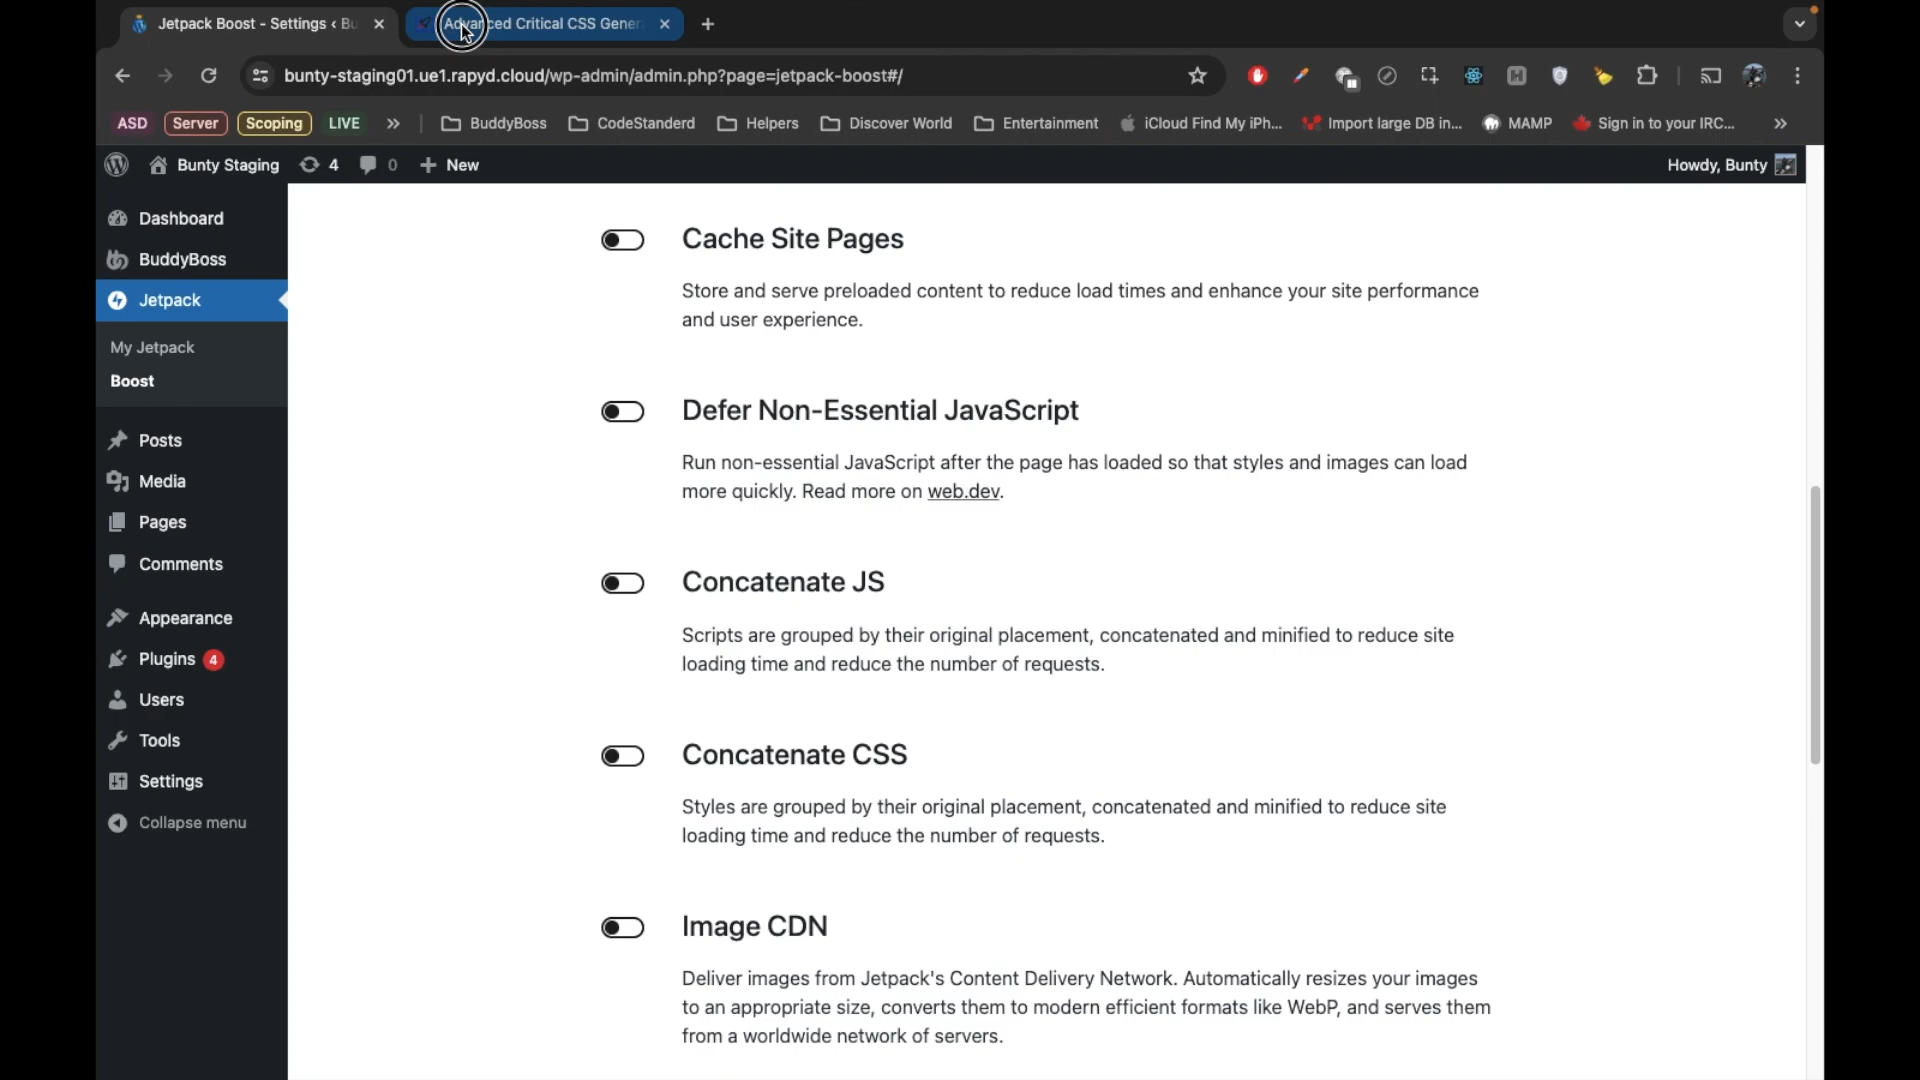 Jetpack Boost - Settings ‹ Bu
Advanced Critical CSS Gener
bunty-staging01.ue1.rapyd.cloud/wp-admin/admin.php?page=jetpack-boost#/
ASD
Server
Scoping
LIVE
»
BuddyBoss
CodeStanderd
Helpers
Discover World
Entertainment
iCloud Find My iPh...
Import large DB in...
MAMP
Sign in to your IRC...
»
Bunty Staging
4
0
New
Howdy, Bunty
Dashboard
BuddyBoss
Jetpack
My Jetpack
Boost
Posts
Media
Pages
Comments
Appearance
Plugins 4
Users
Tools
Settings
Collapse menu
Cache Site Pages
Store and serve preloaded content to reduce load times and enhance your site performance
and user experience.
Defer Non-Essential JavaScript
Run non-essential JavaScript after the page has loaded so that styles and images can load
more quickly. Read more on web.dev.
Concatenate JS
Scripts are grouped by their original placement, concatenated and minified to reduce site
loading time and reduce the number of requests.
Concatenate CSS
Styles are grouped by their original placement, concatenated and minified to reduce site
loading time and reduce the number of requests.
Image CDN
Deliver images from Jetpack's Content Delivery Network. Automatically resizes your images
to an appropriate size, converts them to modern efficient formats like WebP, and serves them
from a worldwide network of servers.